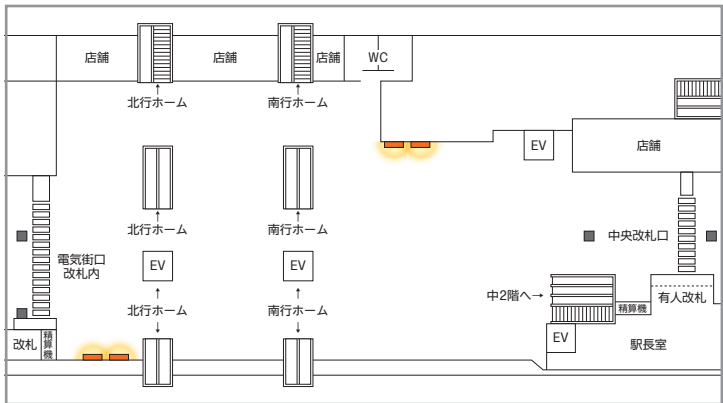 店舗
店舗
店舗
WC
北行ホーム
南行ホーム
EV
店舗
北行ホーム
南行ホーム
電気街口
改札内
EV
EV
中央改札口
北行ホーム
南行ホーム
中2階へ→
有人改札
精算機
改札
精算機
EV
駅長室